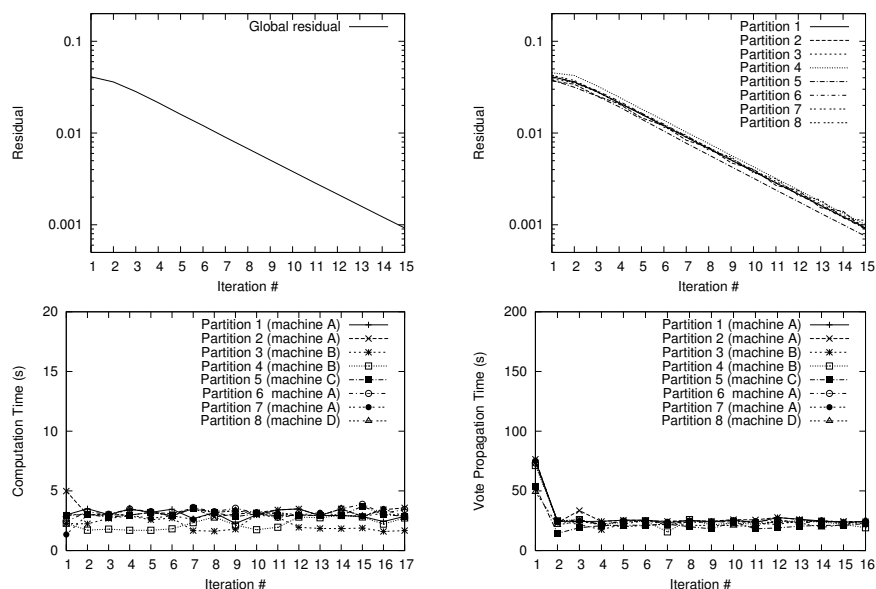 Global residual
0.1
0.01
0.001
Residual
1 2 3 4 5 6 7 8 9 10 11 12 13 14 15
Iteration #
Partition 1
Partition 2
Partition 3
Partition 4
Partition 5
Partition 6
Partition 7
Partition 8
0.1
0.01
0.001
Residual
1 2 3 4 5 6 7 8 9 10 11 12 13 14 15
Iteration #
Partition 1 (machine A)
Partition 2 (machine A)
Partition 3 (machine B)
Partition 4 (machine B)
Partition 5 (machine C)
Partition 6 machine A)
Partition 7 (machine A)
Partition 8 (machine D)
20
15
10
5
0
Computation Time (s)
1 2 3 4 5 6 7 8 9 10 11 12 13 14 15 16 17
Iteration #
Partition 1 (machine A)
Partition 2 (machine A)
Partition 3 (machine B)
Partition 4 (machine B)
Partition 5 (machine C)
Partition 6 machine A)
Partition 7 (machine A)
Partition 8 (machine D)
200
150
100
50
0
Vote Propagation Time (s)
1 2 3 4 5 6 7 8 9 10 11 12 13 14 15 16
Iteration #